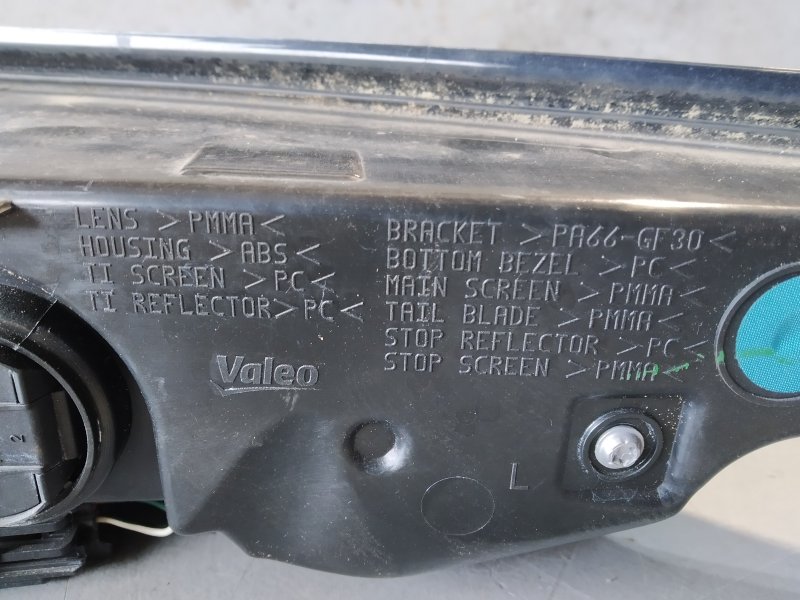 LENS >PMMA<
HOUSING >ABS<
TI SCREEN >PC<
TI REFLECTOR>PC<
BRACKET >PA66-GF30<
BOTTOM BEZEL >PC<
MAIN SCREEN >PMMA<
TAIL BLADE >PMMA<
STOP REFLECTOR >PC<
STOP SCREEN >PMMA<
Valeo
L
2